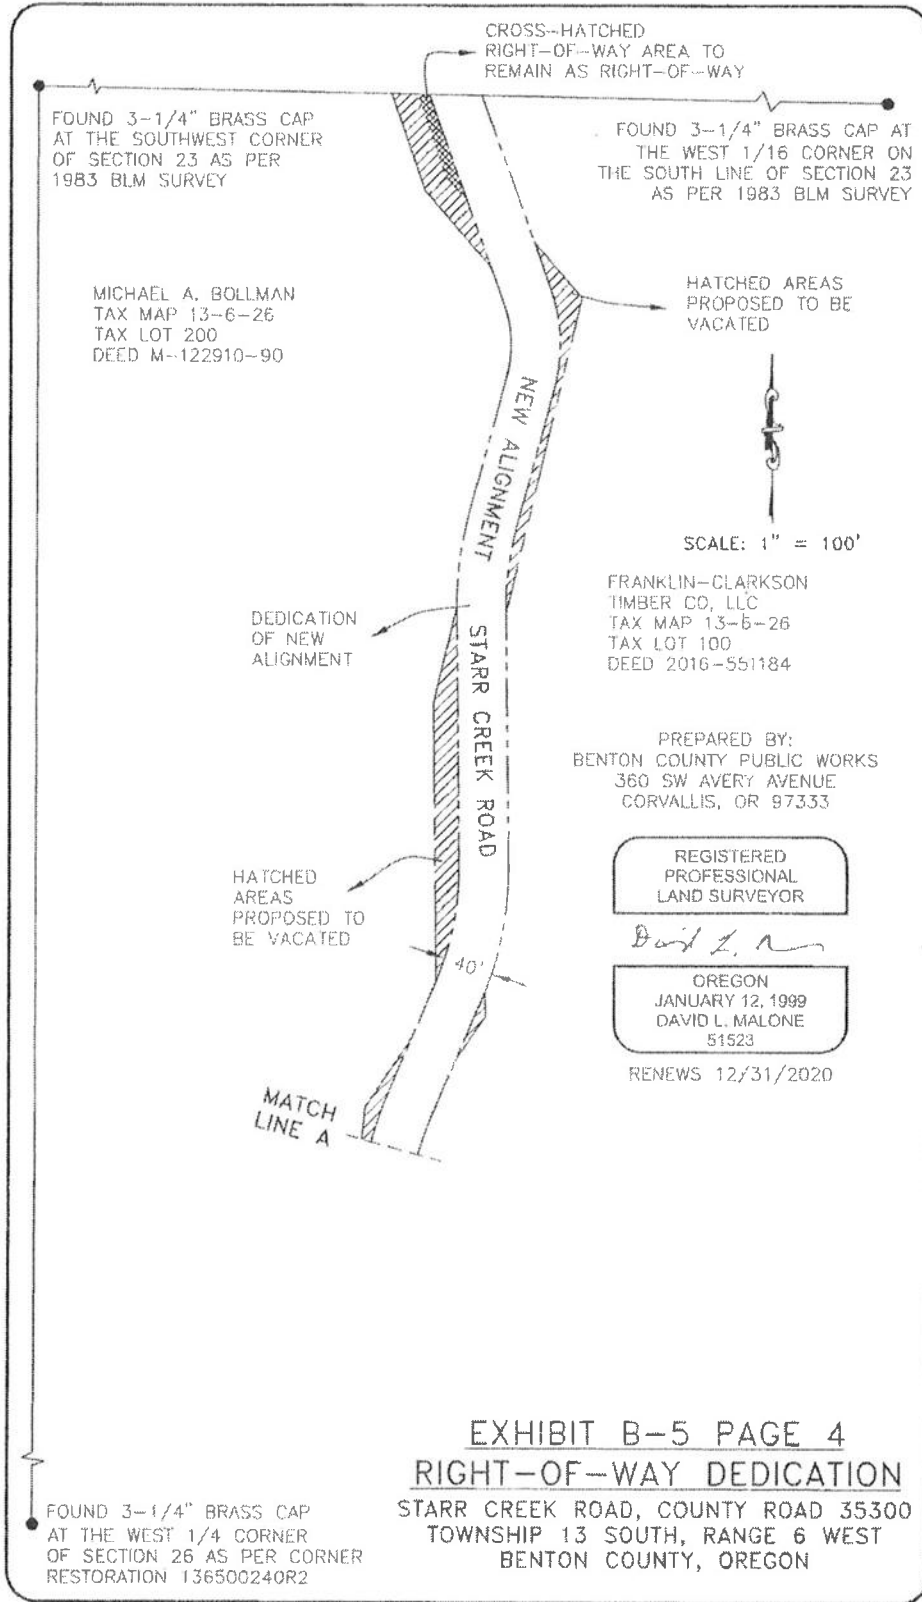 CROSS-HATCHED
RIGHT-OF-WAY AREA TO
REMAIN AS RIGHT-OF-WAY
FOUND 3-1/4" BRASS CAP
AT THE SOUTHWEST CORNER
OF SECTION 23 AS PER
1983 BLM SURVEY
FOUND 3-1/4" BRASS CAP AT
THE WEST 1/16 CORNER ON
THE SOUTH LINE OF SECTION 23
AS PER 1983 BLM SURVEY
MICHAEL A. BOLLMAN
TAX MAP 13-6-26
TAX LOT 200
DEED M-122910-90
HATCHED AREAS
PROPOSED TO BE
VACATED
NEW ALIGNMENT
SCALE: 1" = 100'
FRANKLIN-CLARKSON
TIMBER CO, LLC
TAX MAP 13-6-26
TAX LOT 100
DEED 2016-551184
DEDICATION
OF NEW
ALIGNMENT
STARR CREEK ROAD
PREPARED BY:
BENTON COUNTY PUBLIC WORKS
360 SW AVERY AVENUE
CORVALLIS, OR 97333
REGISTERED
PROFESSIONAL
LAND SURVEYOR
HATCHED
AREAS
PROPOSED TO
BE VACATED
40'
David L.
OREGON
JANUARY 12, 1999
DAVID L. MALONE
51523
RENEWS 12/31/2020
MATCH
LINE A
EXHIBIT B-5 PAGE 4
RIGHT-OF-WAY DEDICATION
STARR CREEK ROAD, COUNTY ROAD 35300
TOWNSHIP 13 SOUTH, RANGE 6 WEST
BENTON COUNTY, OREGON
FOUND 3-1/4" BRASS CAP
AT THE WEST 1/4 CORNER
OF SECTION 26 AS PER CORNER
RESTORATION 136500240R2